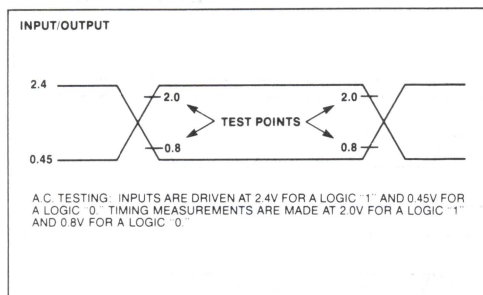 INPUT/OUTPUT
2.4
2.0
2.0
TEST POINTS
0.8
0.8
0.45
A.C. TESTING: INPUTS ARE DRIVEN AT 2.4V FOR A LOGIC "1" AND 0.45V FOR
A LOGIC "0." TIMING MEASUREMENTS ARE MADE AT 2.0V FOR A LOGIC "1"
AND 0.8V FOR A LOGIC "0."